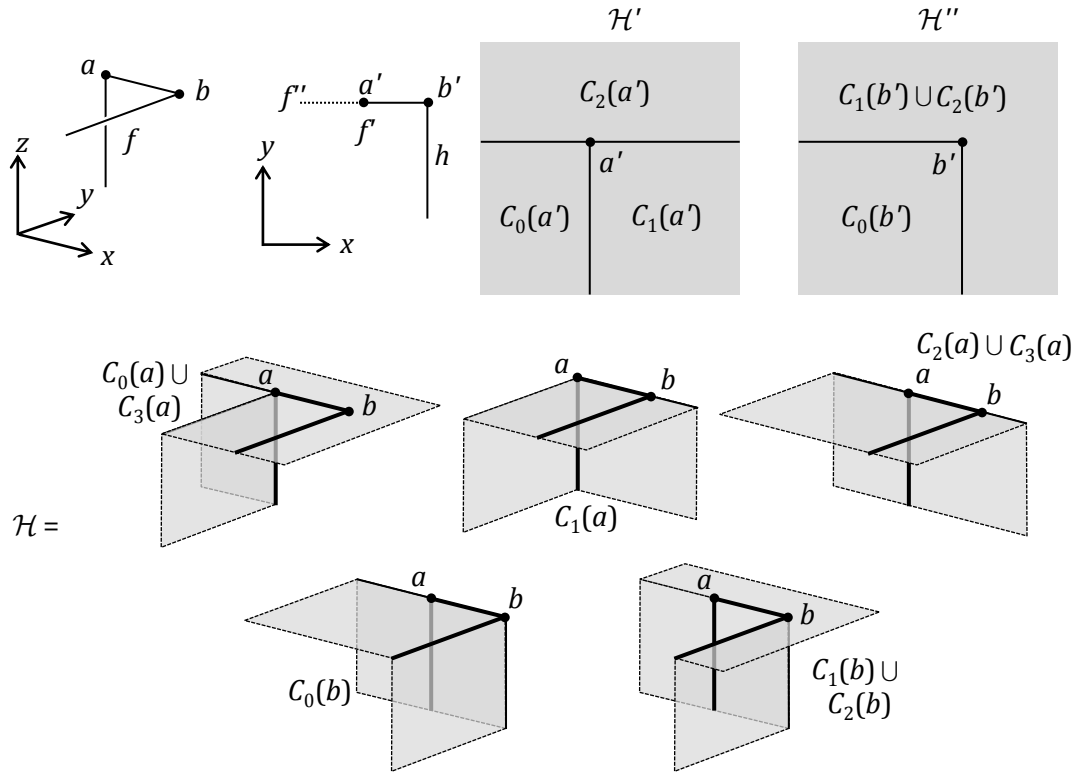 ℋ′ ℋ′′
a b f z y x
f′′ a′ b′ f′ h y x
C₂(a′) a′ C₀(a′) C₁(a′)
C₁(b′) ∪ C₂(b′) b′ C₀(b′)
C₀(a) ∪
C₃(a)
a b
a b
C₁(a)
C₂(a) ∪ C₃(a)
a b
ℋ =
a b
C₀(b)
a b
C₁(b) ∪
C₂(b)